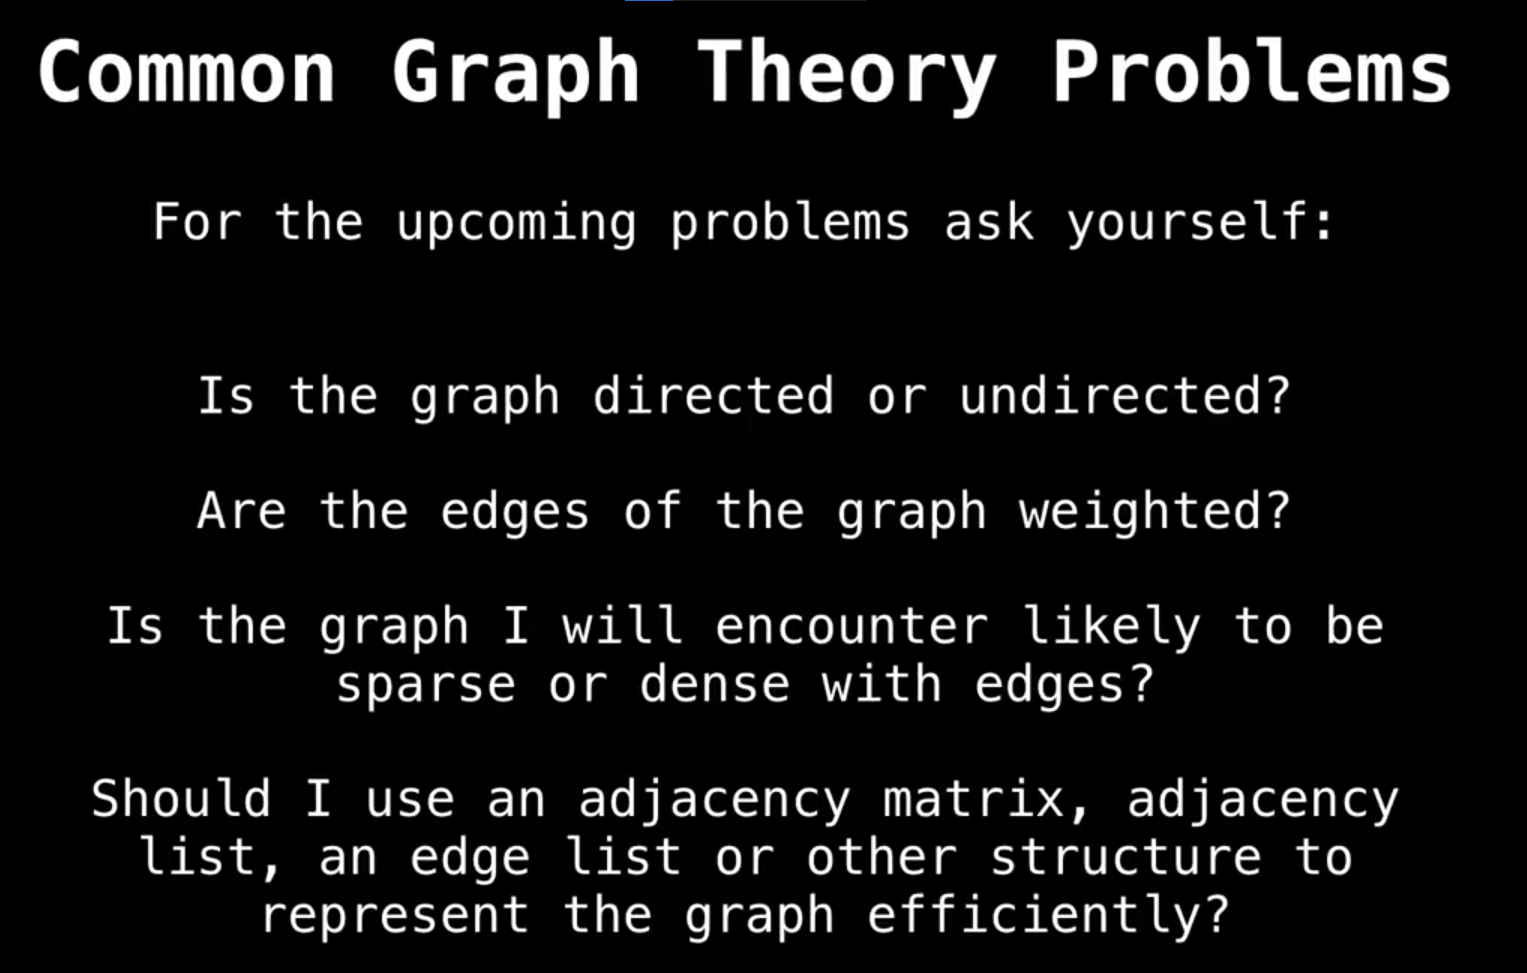 Common Graph Theory Problems
For the upcoming problems ask yourself:
Is the graph directed or undirected?
Are the edges of the graph weighted?
Is the graph I will encounter likely to be
sparse or dense with edges?
Should I use an adjacency matrix, adjacency
list, an edge list or other structure to
represent the graph efficiently?